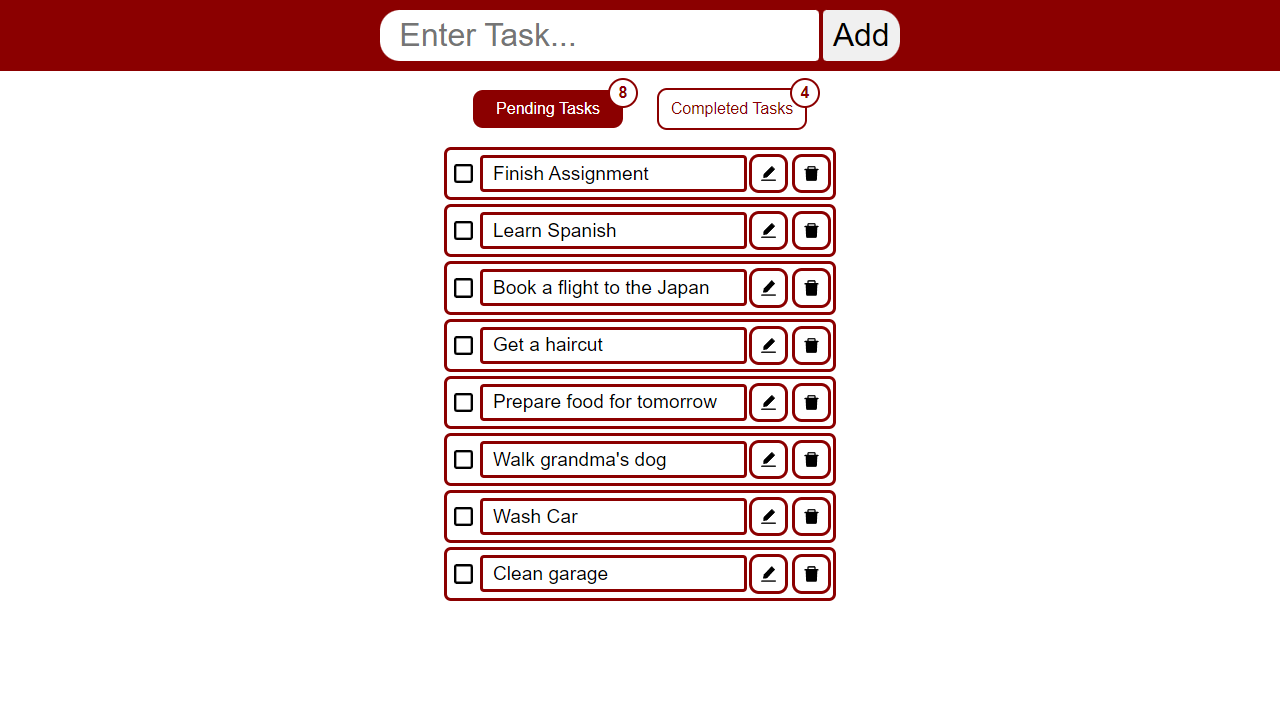 Enter Task... Add
Pending Tasks 8 Completed Tasks 4
Finish Assignment
Learn Spanish
Book a flight to the Japan
Get a haircut
Prepare food for tomorrow
Walk grandma's dog
Wash Car
Clean garage